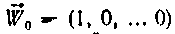 W⃗₀ = (1, 0, ... 0)